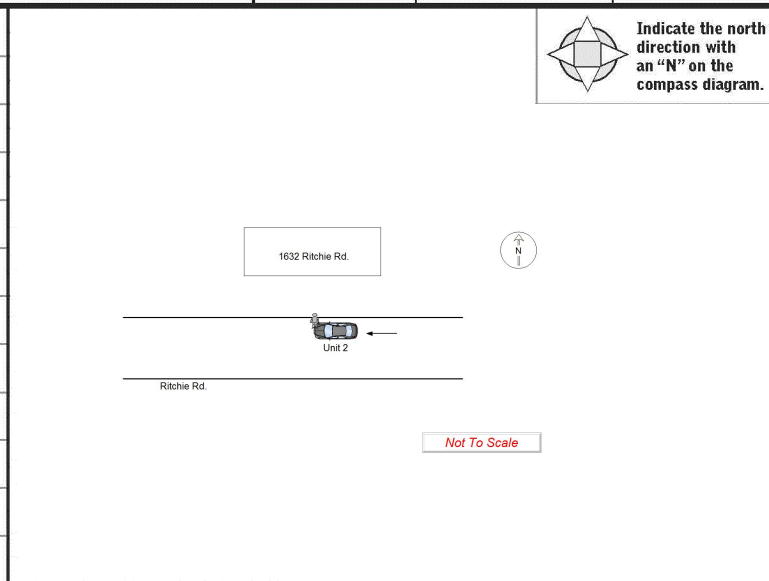 Indicate the north
direction with
an “N” on the
compass diagram.
1632 Ritchie Rd.
N
Unit 2
Ritchie Rd.
Not To Scale